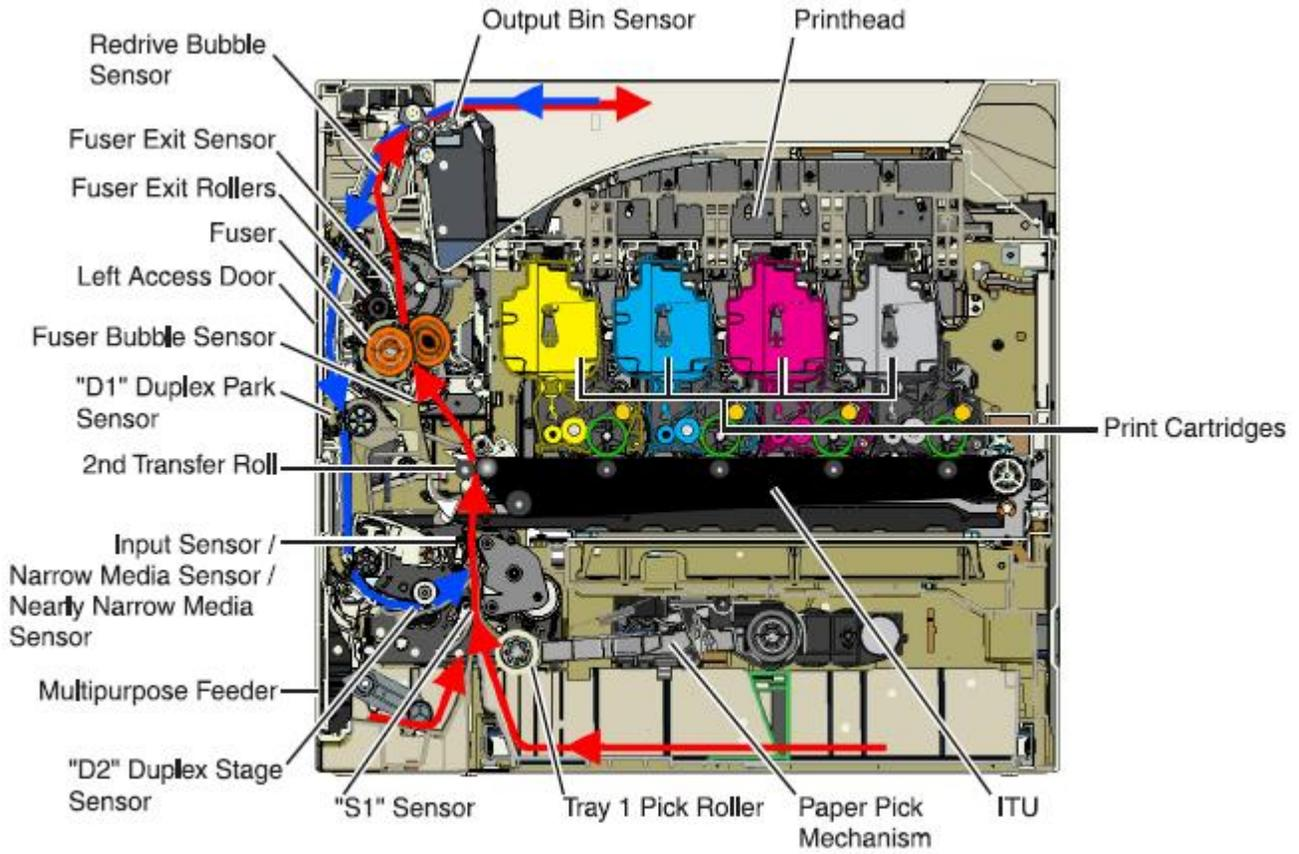 Output Bin Sensor
Printhead
Redrive Bubble
Sensor
Fuser Exit Sensor
Fuser Exit Rollers
Fuser
Left Access Door
Fuser Bubble Sensor
"D1" Duplex Park
Sensor
2nd Transfer Roll
Print Cartridges
Input Sensor /
Narrow Media Sensor /
Nearly Narrow Media
Sensor
Multipurpose Feeder
"D2" Duplex Stage
Sensor
"S1" Sensor
Tray 1 Pick Roller
Paper Pick
Mechanism
ITU